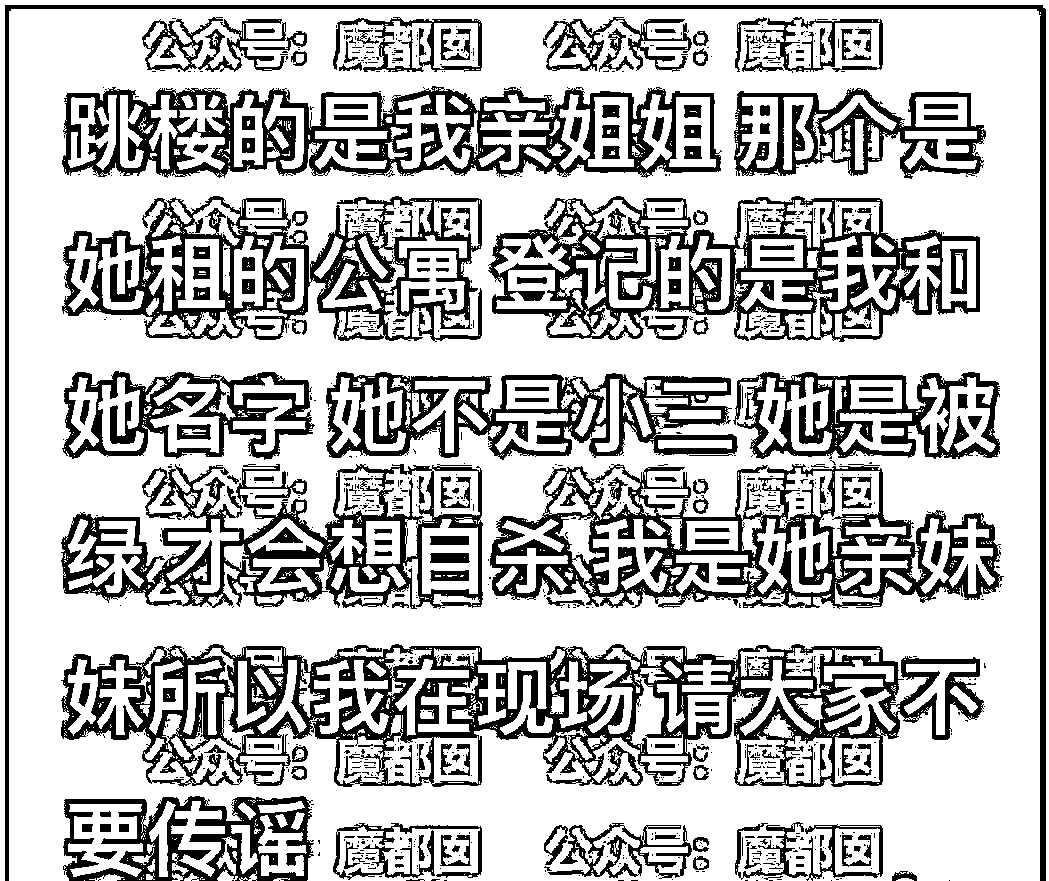 公众号：魔都囡 公众号：魔都囡
跳楼的是我亲姐姐 那个是
公众号：魔都囡 公众号：魔都囡
她租的公寓 登记的是我和
公众号：魔都囡 公众号：魔都囡
她名字 她不是小三 她是被
公众号：魔都囡 公众号：魔都囡
绿 才会想自杀 我是她亲妹
公众号：魔都囡 公众号：魔都囡
妹所以我在现场 请大家不
公众号：魔都囡 公众号：魔都囡
要传谣
魔都囡 公众号：魔都囡